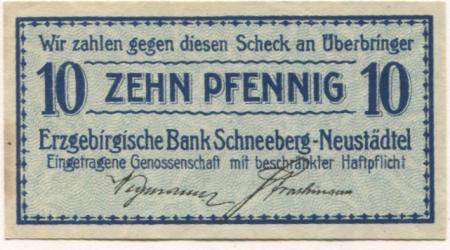 Wir zahlen gegen diesen Scheck an Überbringer
10 ZEHN PFENNIG 10
Erzgebirgische Bank Schneeberg-Neustädtel
Eingetragene Genossenschaft mit beschränkter Haftpflicht